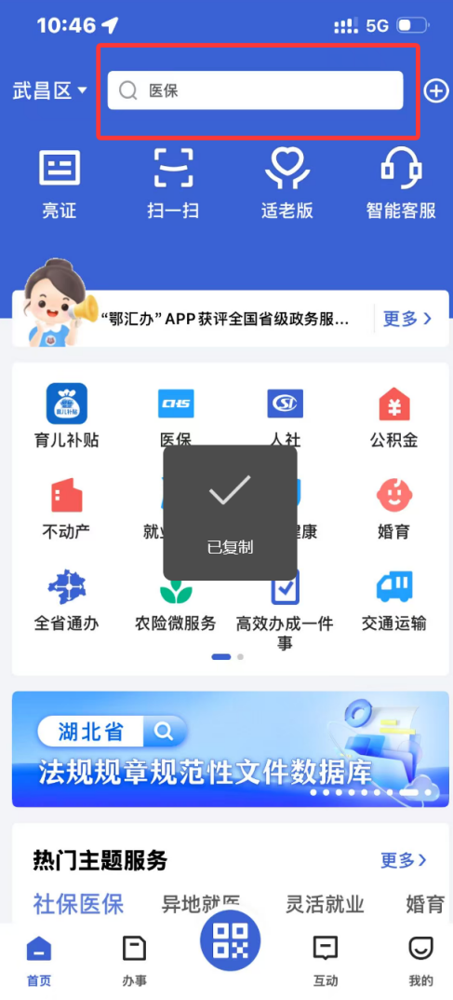 10:46
5G
武昌区
医保
亮证
扫一扫
适老版
智能客服
“鄂汇办”APP获评全国省级政务服...
更多
育儿补贴
CHS
育儿补贴
医保
人社
公积金
已复制
不动产
就
康
婚育
全省通办
农险微服务
高效办成一件
事
交通运输
湖北省
法规规章规范性文件数据库
热门主题服务
更多
社保医保
异地就医
灵活就业
婚育
首页
办事
互动
我的